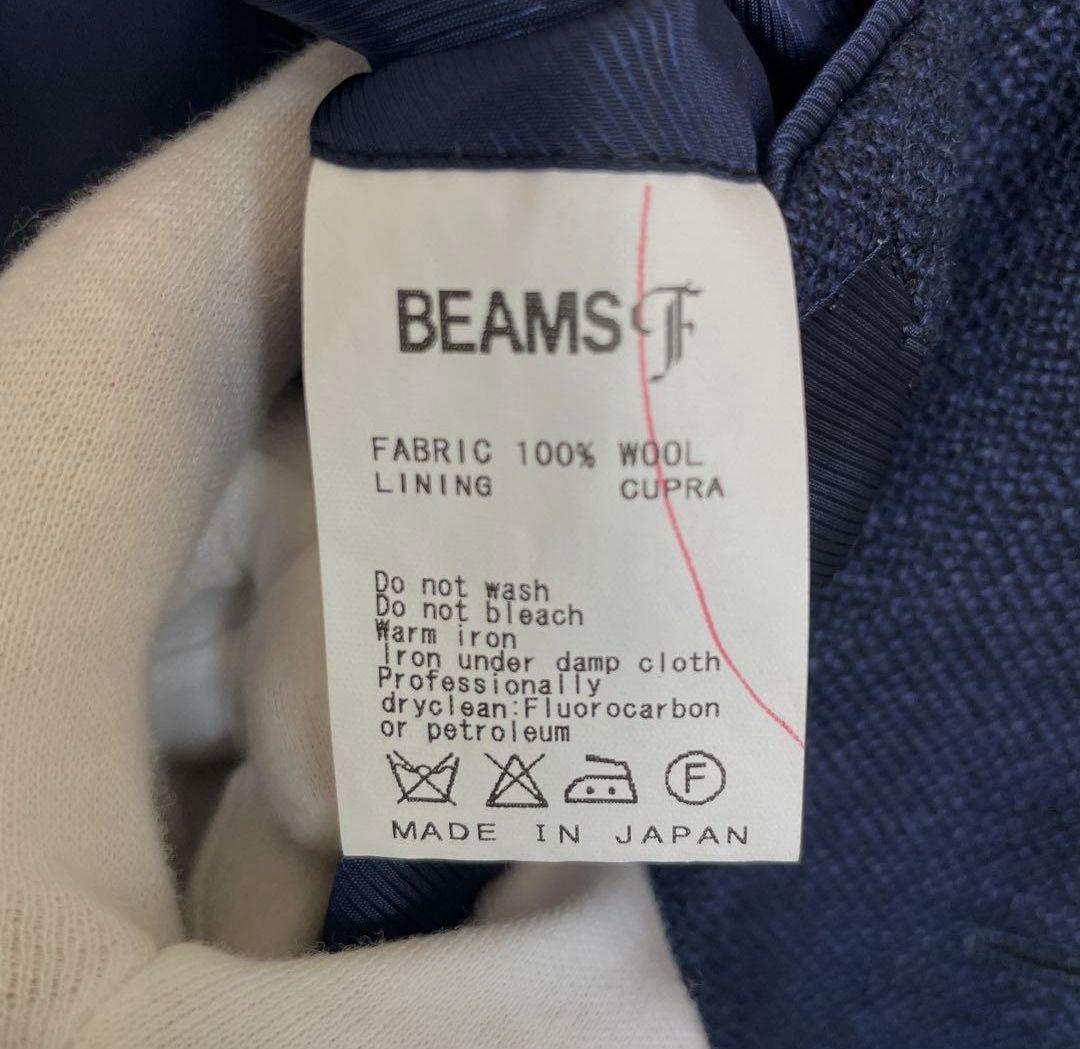 BEAMS F
FABRIC 100% WOOL
LINING CUPRA
Do not wash
Do not bleach
Warm iron
Iron under damp cloth
Professionally
dryclean:Fluorocarbon
or petroleum
F
MADE IN JAPAN